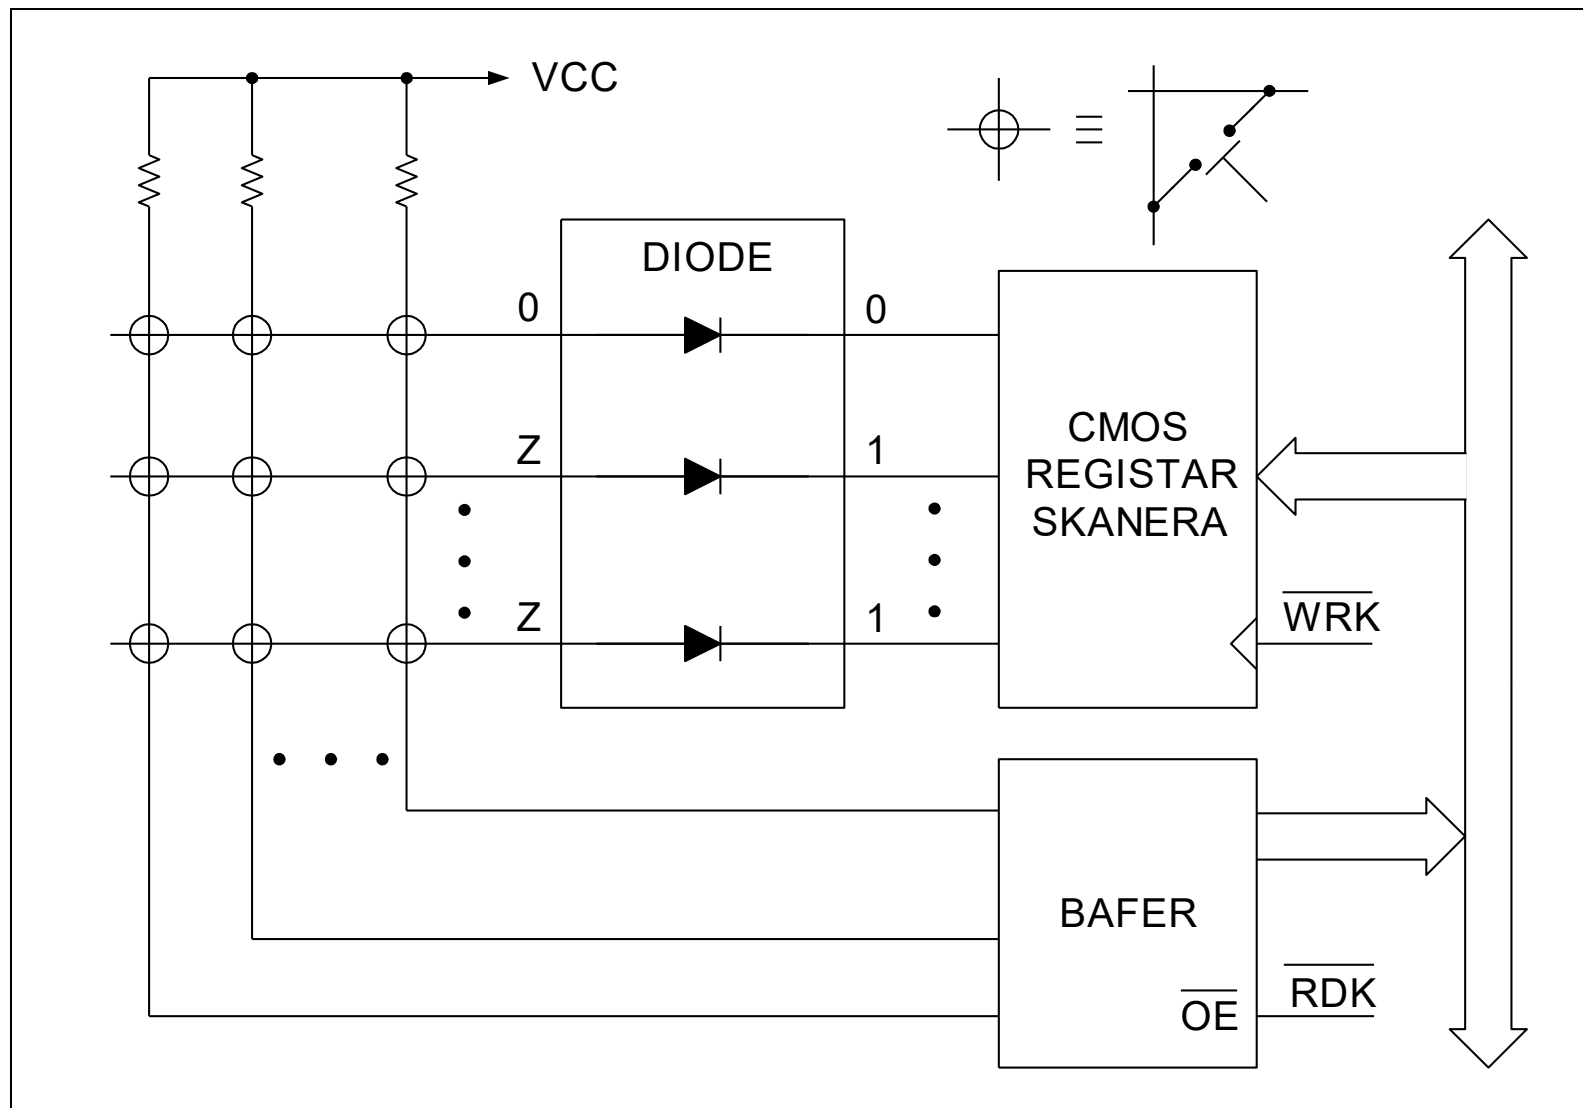 VCC
DIODE
0
0
Z
1
Z
1
CMOS
REGISTAR
SKANERA
WRK
BAFER
OE
RDK